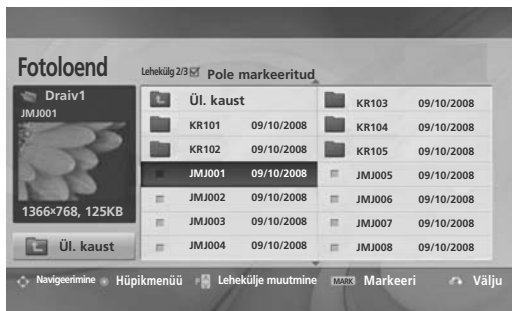 Fotoloend
Lehekülg 2/3 Pole markeeritud
Draiv1
JMJ001
1366×768, 125KB
Ül. kaust
Ül. kaust
KR101 09/10/2008
KR102 09/10/2008
JMJ001 09/10/2008
JMJ002 09/10/2008
JMJ003 09/10/2008
JMJ004 09/10/2008
KR103 09/10/2008
KR104 09/10/2008
KR105 09/10/2008
JMJ005 09/10/2008
JMJ006 09/10/2008
JMJ007 09/10/2008
JMJ008 09/10/2008
Navigeerimine Hüpikmenüü P Lehekülje muutmine MARK Markeeri Välju